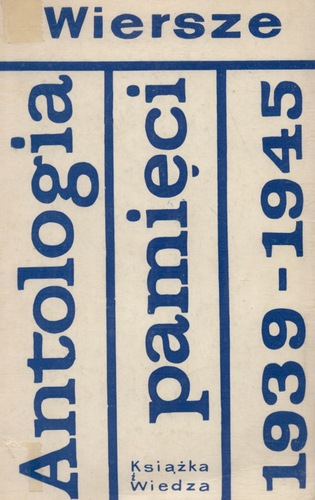 Wiersze
Antologia
pamięci
1939-1945
Książka
i
Wiedza